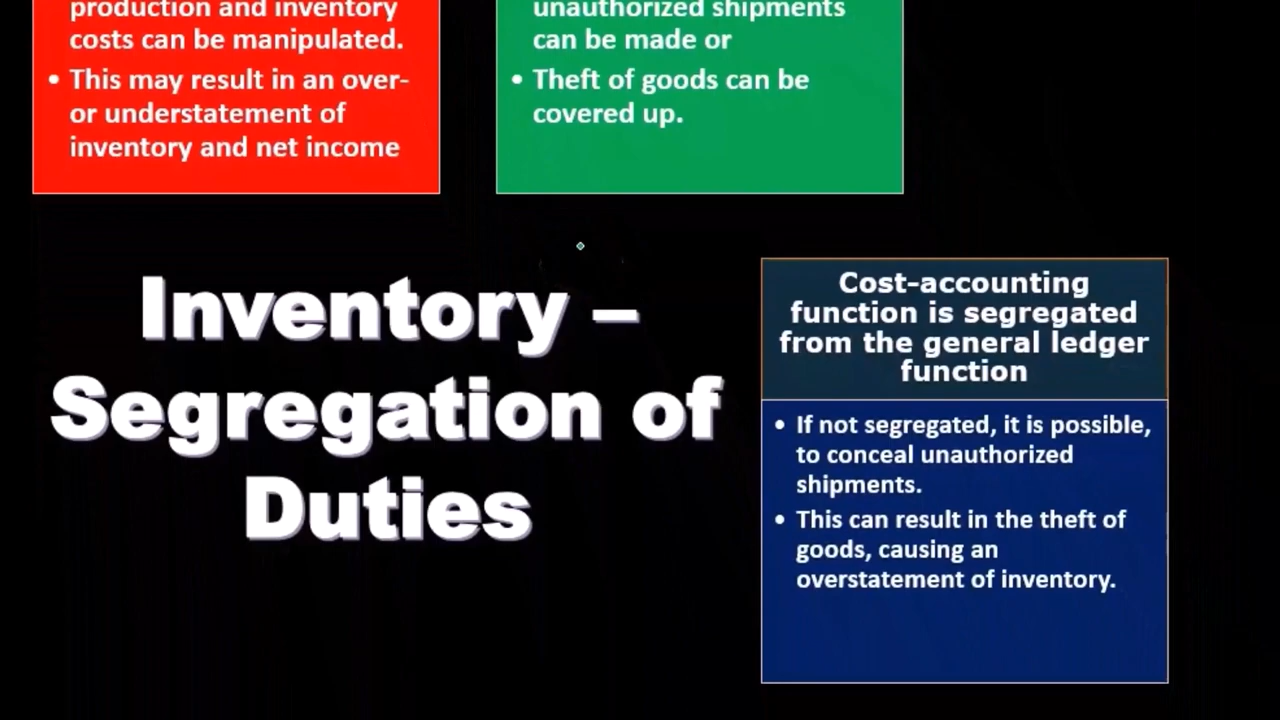 production and inventory
costs can be manipulated.
• This may result in an over-
or understatement of
inventory and net income
unauthorized shipments
can be made or
• Theft of goods can be
covered up.
Inventory –
Segregation of
Duties
Cost-accounting
function is segregated
from the general ledger
function
• If not segregated, it is possible,
to conceal unauthorized
shipments.
• This can result in the theft of
goods, causing an
overstatement of inventory.